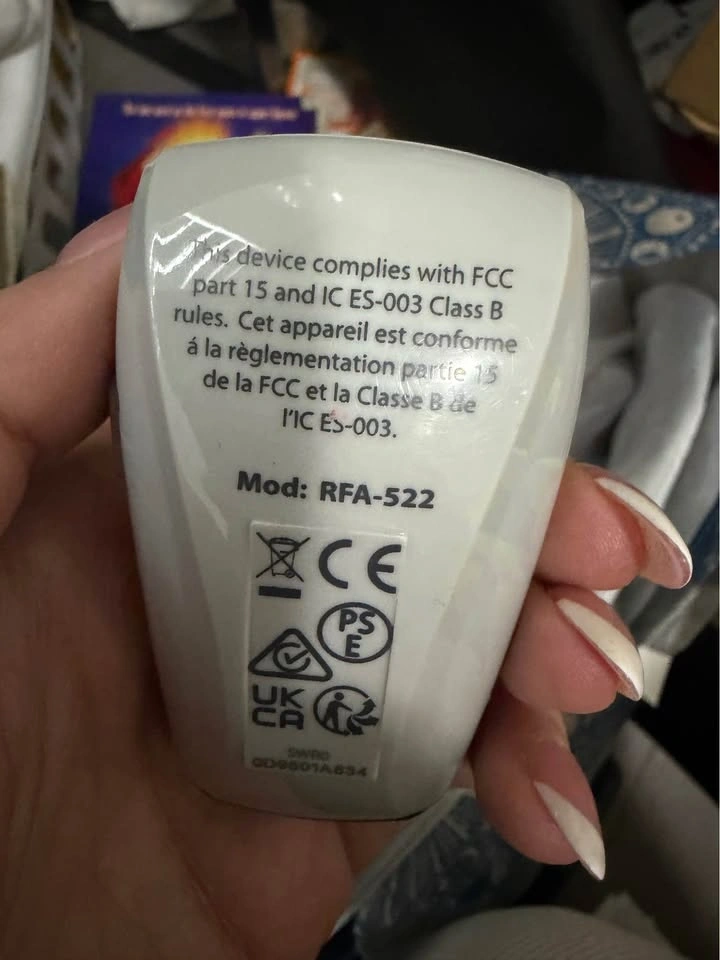 This device complies with FCC
part 15 and IC ES-003 Class B
rules. Cet appareil est conforme
á la règlementation partie 15
de la FCC et la Classe B de
l'IC ES-003.
Mod: RFA-522
CE
PS
E
UK
CA